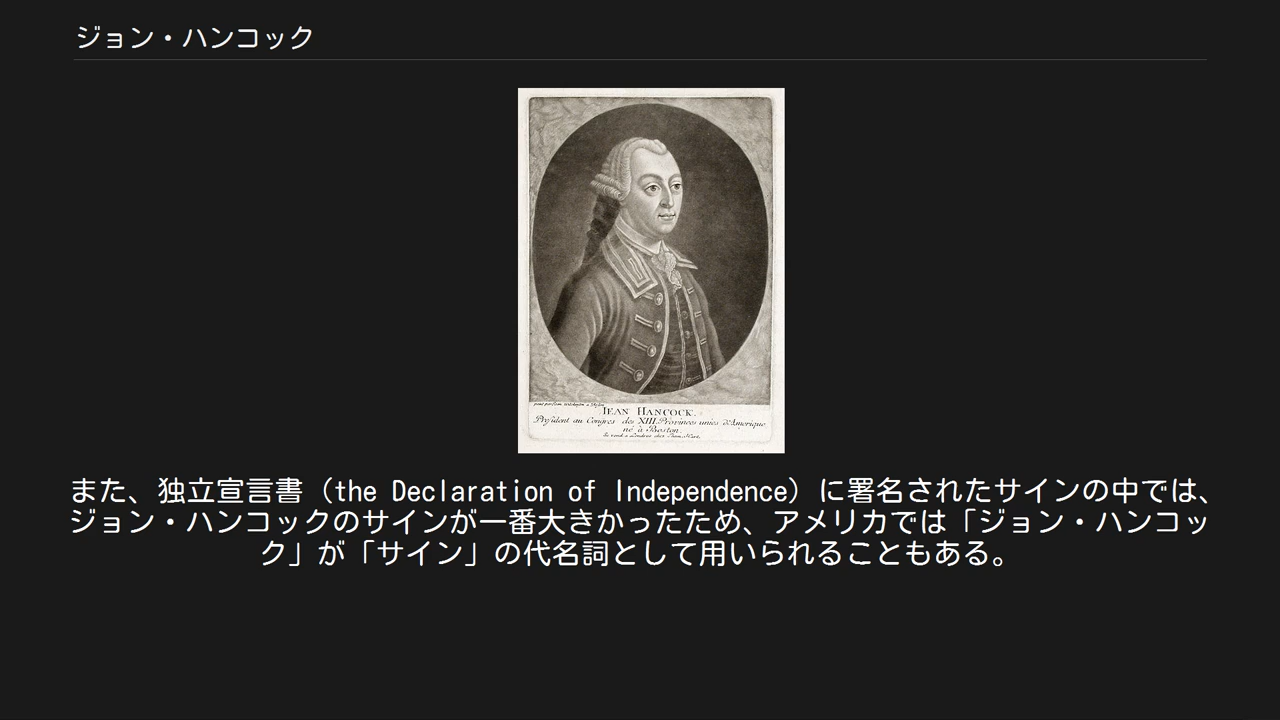 ジョン・ハンコック
IEAN HANCOCK.
Président au Congres des XIII Provinces unies d'Amerique
né à Boston.
また、独立宣言書（the Declaration of Independence）に署名されたサインの中では、
ジョン・ハンコックのサインが一番大きかったため、アメリカでは「ジョン・ハンコッ
ク」が「サイン」の代名詞として用いられることもある。